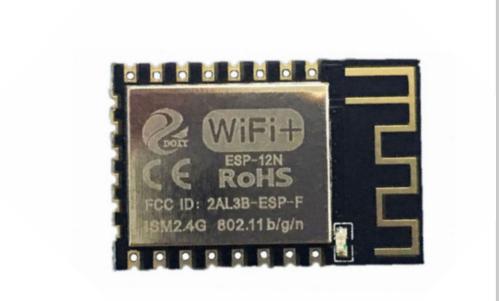 DOIT
WiFi+
ESP-12N
CE RoHS
FCC ID: 2AL3B-ESP-F
ISM2.4G 802.11b/g/n